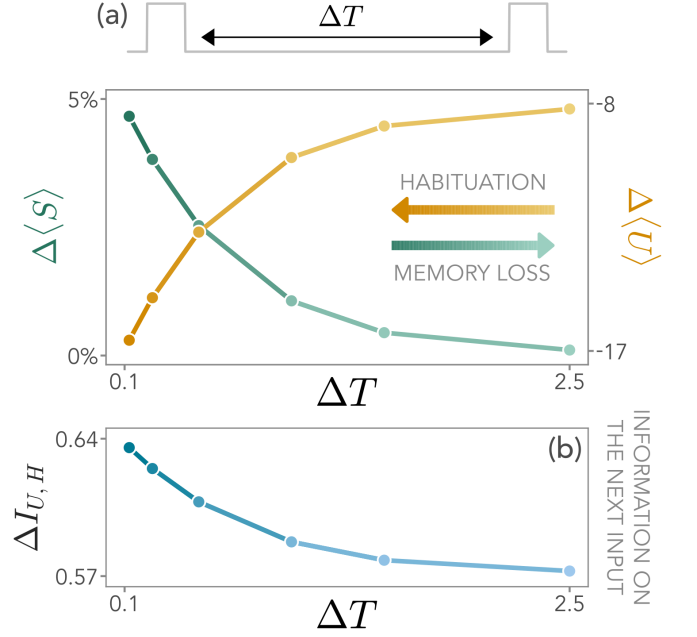 (a)
ΔT
5%
-8
HABITUATION
Δ⟨S⟩
Δ⟨U⟩
MEMORY LOSS
0%
-17
0.1
ΔT
2.5
0.64
(b)
ΔI_{U,H}
INFORMATION ON
THE NEXT INPUT
0.57
0.1
ΔT
2.5